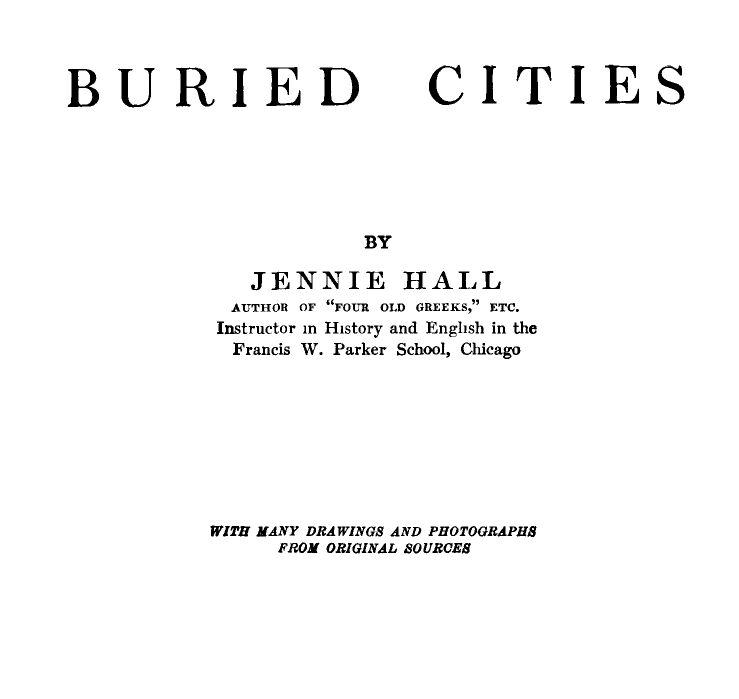 BURIED CITIES
BY
JENNIE HALL
AUTHOR OF "FOUR OLD GREEKS," ETC.
Instructor in History and English in the
Francis W. Parker School, Chicago
WITH MANY DRAWINGS AND PHOTOGRAPHS
FROM ORIGINAL SOURCES